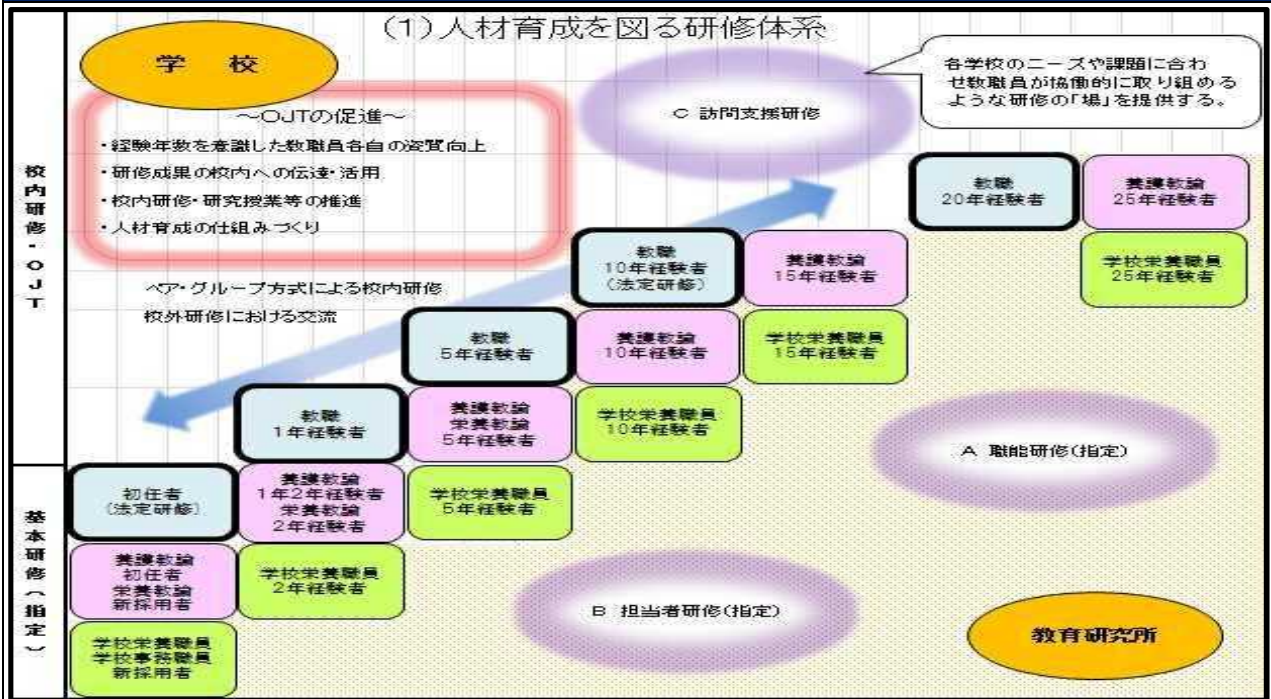 (1)人材育成を図る研修体系
学 校
～OJTの促進～
・経験年数を意識した教職員各自の資質向上
・研修成果の校内への伝達・活用
・校内研修・研究授業等の推進
・人材育成の仕組みづくり
ペア・グループ方式による校内研修
校外研修における交流
C 訪問支援研修
各学校のニーズや課題に合わ
せ教職員が協働的に取り組める
ような研修の「場」を提供する。
校内研修・OJT
基本研修(指定)
教職
20年経験者
養護教諭
25年経験者
教職
10年経験者
(法定研修)
養護教諭
15年経験者
学校栄養職員
25年経験者
教職
5年経験者
養護教諭
10年経験者
学校栄養職員
15年経験者
教職
1年経験者
養護教諭
栄養教諭
5年経験者
学校栄養職員
10年経験者
A 職能研修(指定)
初任者
(法定研修)
養護教諭
1年2年経験者
栄養教諭
2年経験者
学校栄養職員
5年経験者
養護教諭
初任者
栄養教諭
新採用者
学校栄養職員
2年経験者
B 担当者研修(指定)
教育研究所
学校栄養職員
学校事務職員
新採用者